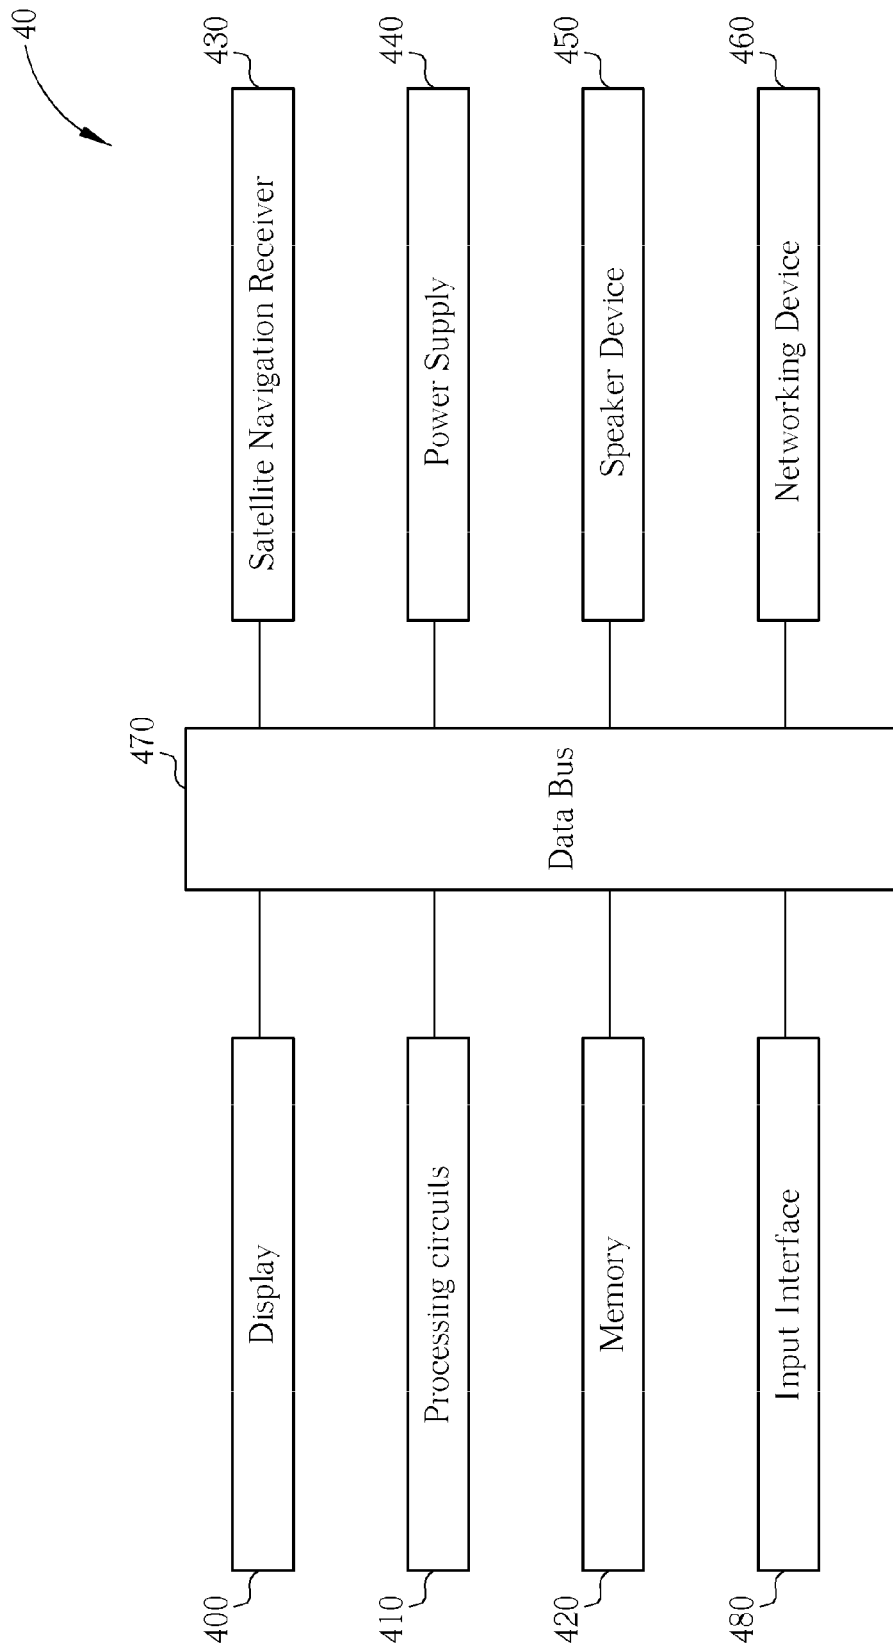 40
400
Display
Satellite Navigation Receiver
430
410
Processing circuits
Power Supply
440
420
Memory
Speaker Device
450
480
Input Interface
Networking Device
460
470
Data Bus